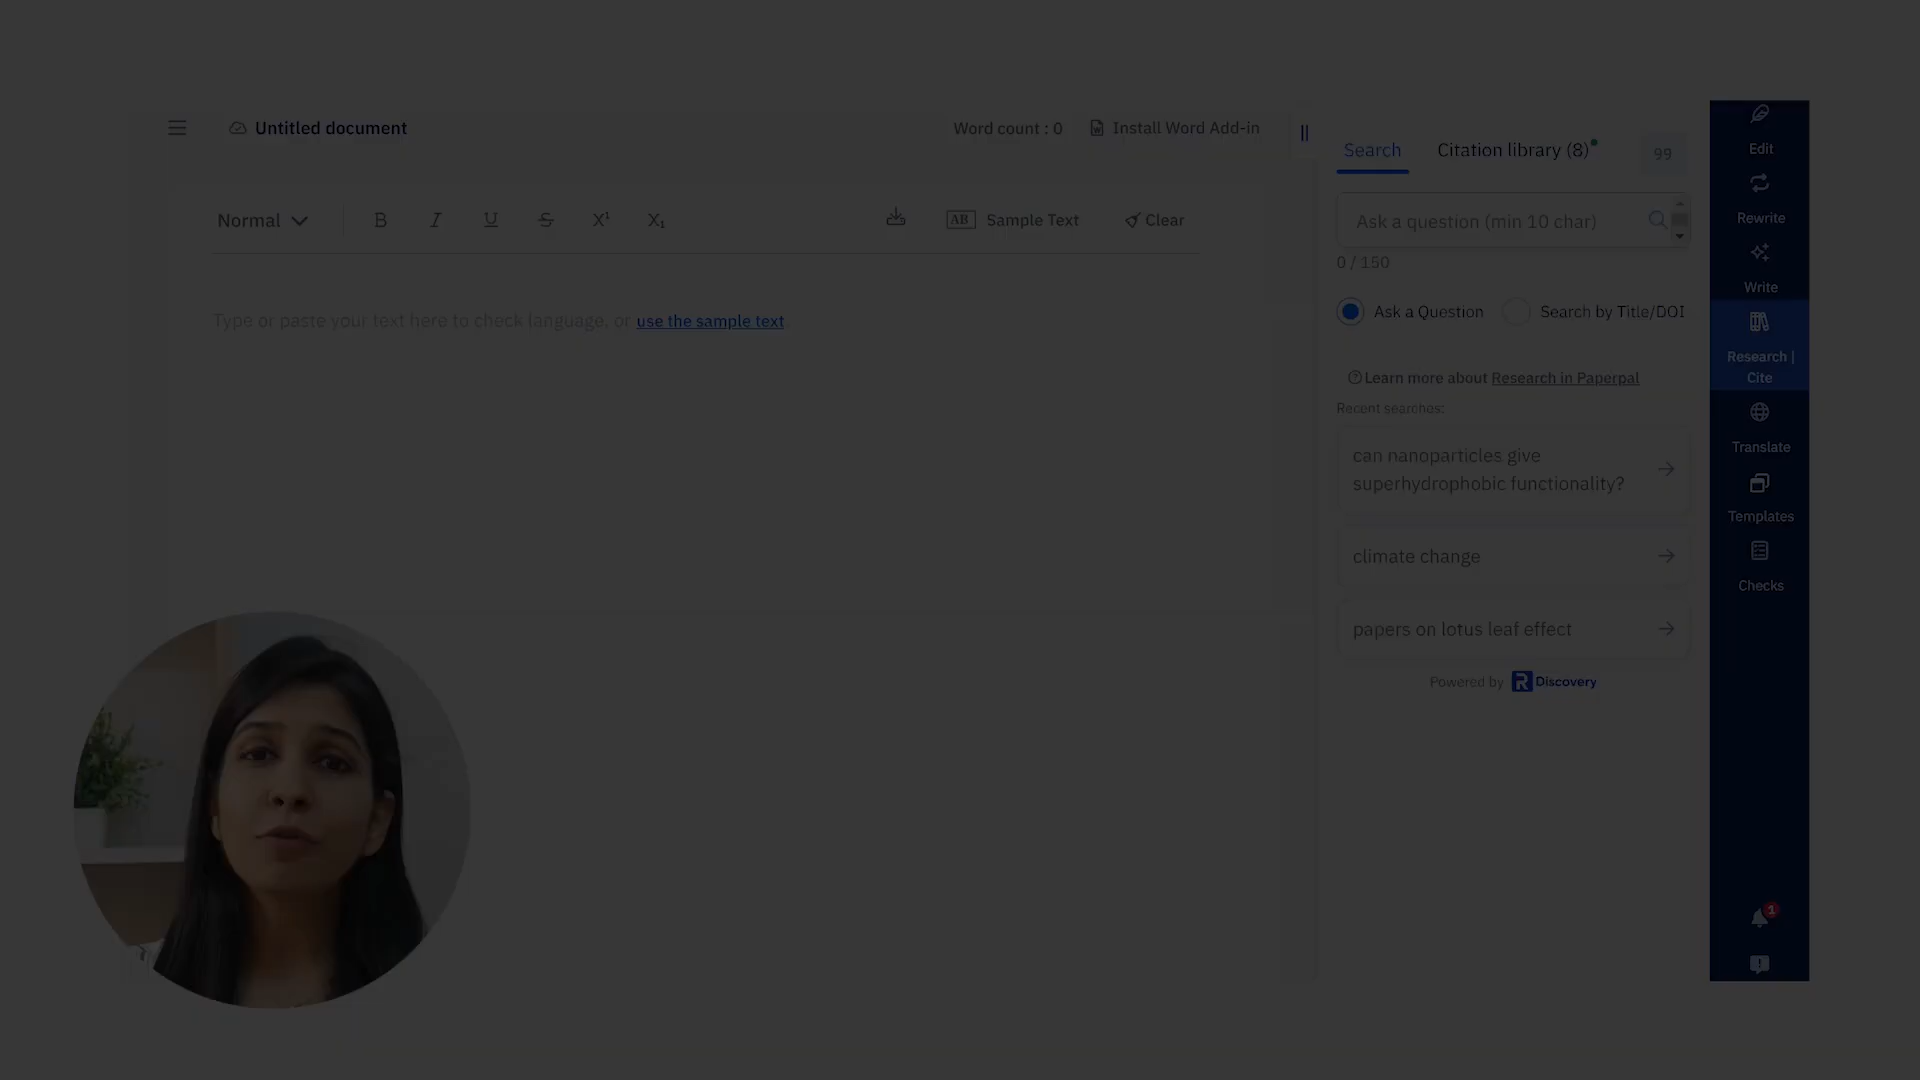 Untitled document
Word count : 0
Install Word Add-in
Normal
B
I
U
S
X¹
X₁
AB
Sample Text
Clear
Type or paste your text here to check language, or use the sample text
Search
Citation library (8)
99
Ask a question (min 10 char)
0 / 150
Ask a Question
Search by Title/DOI
Learn more about Research in Paperpal
Recent searches:
can nanoparticles give
superhydrophobic functionality?
climate change
papers on lotus leaf effect
Powered by R Discovery
Edit
Rewrite
Write
Research |
Cite
Translate
Templates
Checks
1